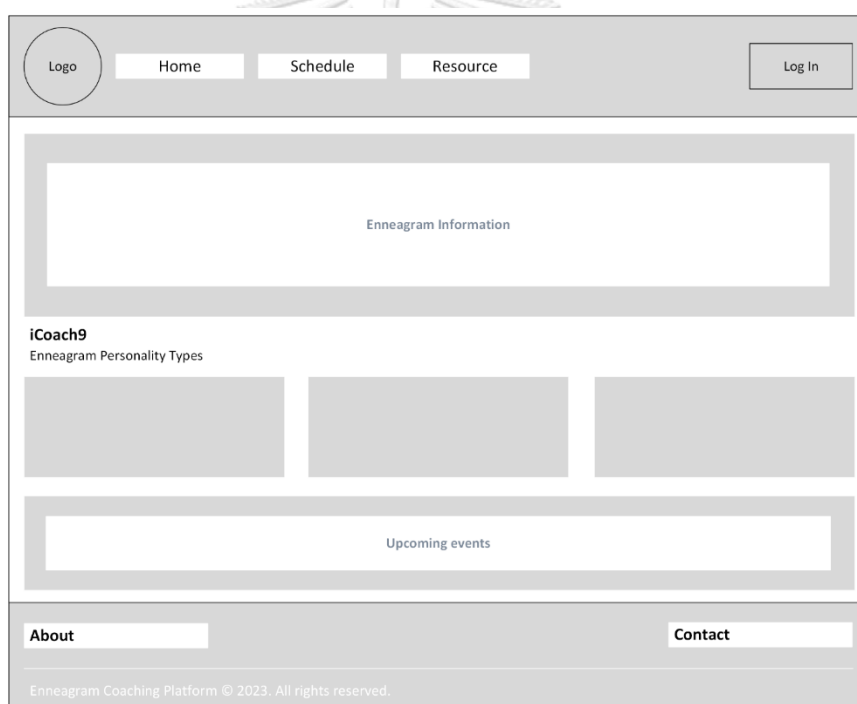 Logo
Home
Schedule
Resource
Log In
Enneagram Information
iCoach9
Enneagram Personality Types
Upcoming events
About
Contact
Enneagram Coaching Platform © 2023. All rights reserved.